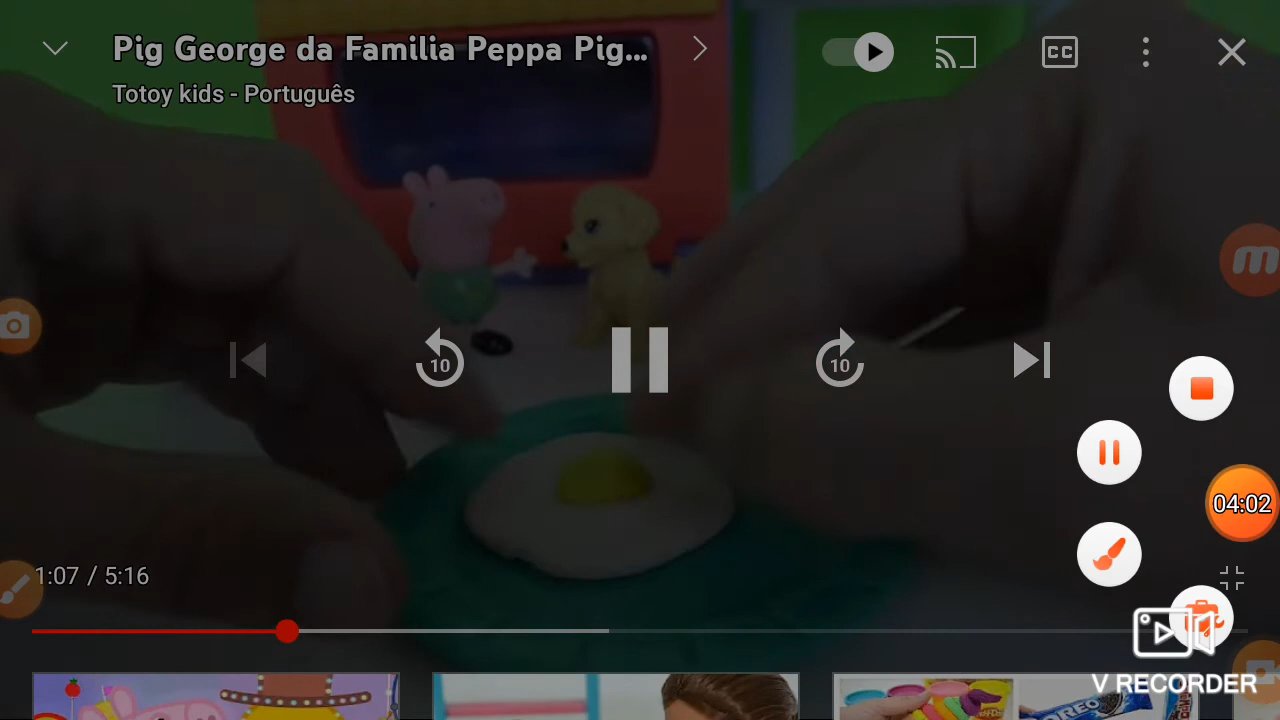 Pig George da Familia Peppa Pig...
Totoy kids - Português
CC
m
10
10
04:02
1:07 / 5:16
V RECORDER
OREO